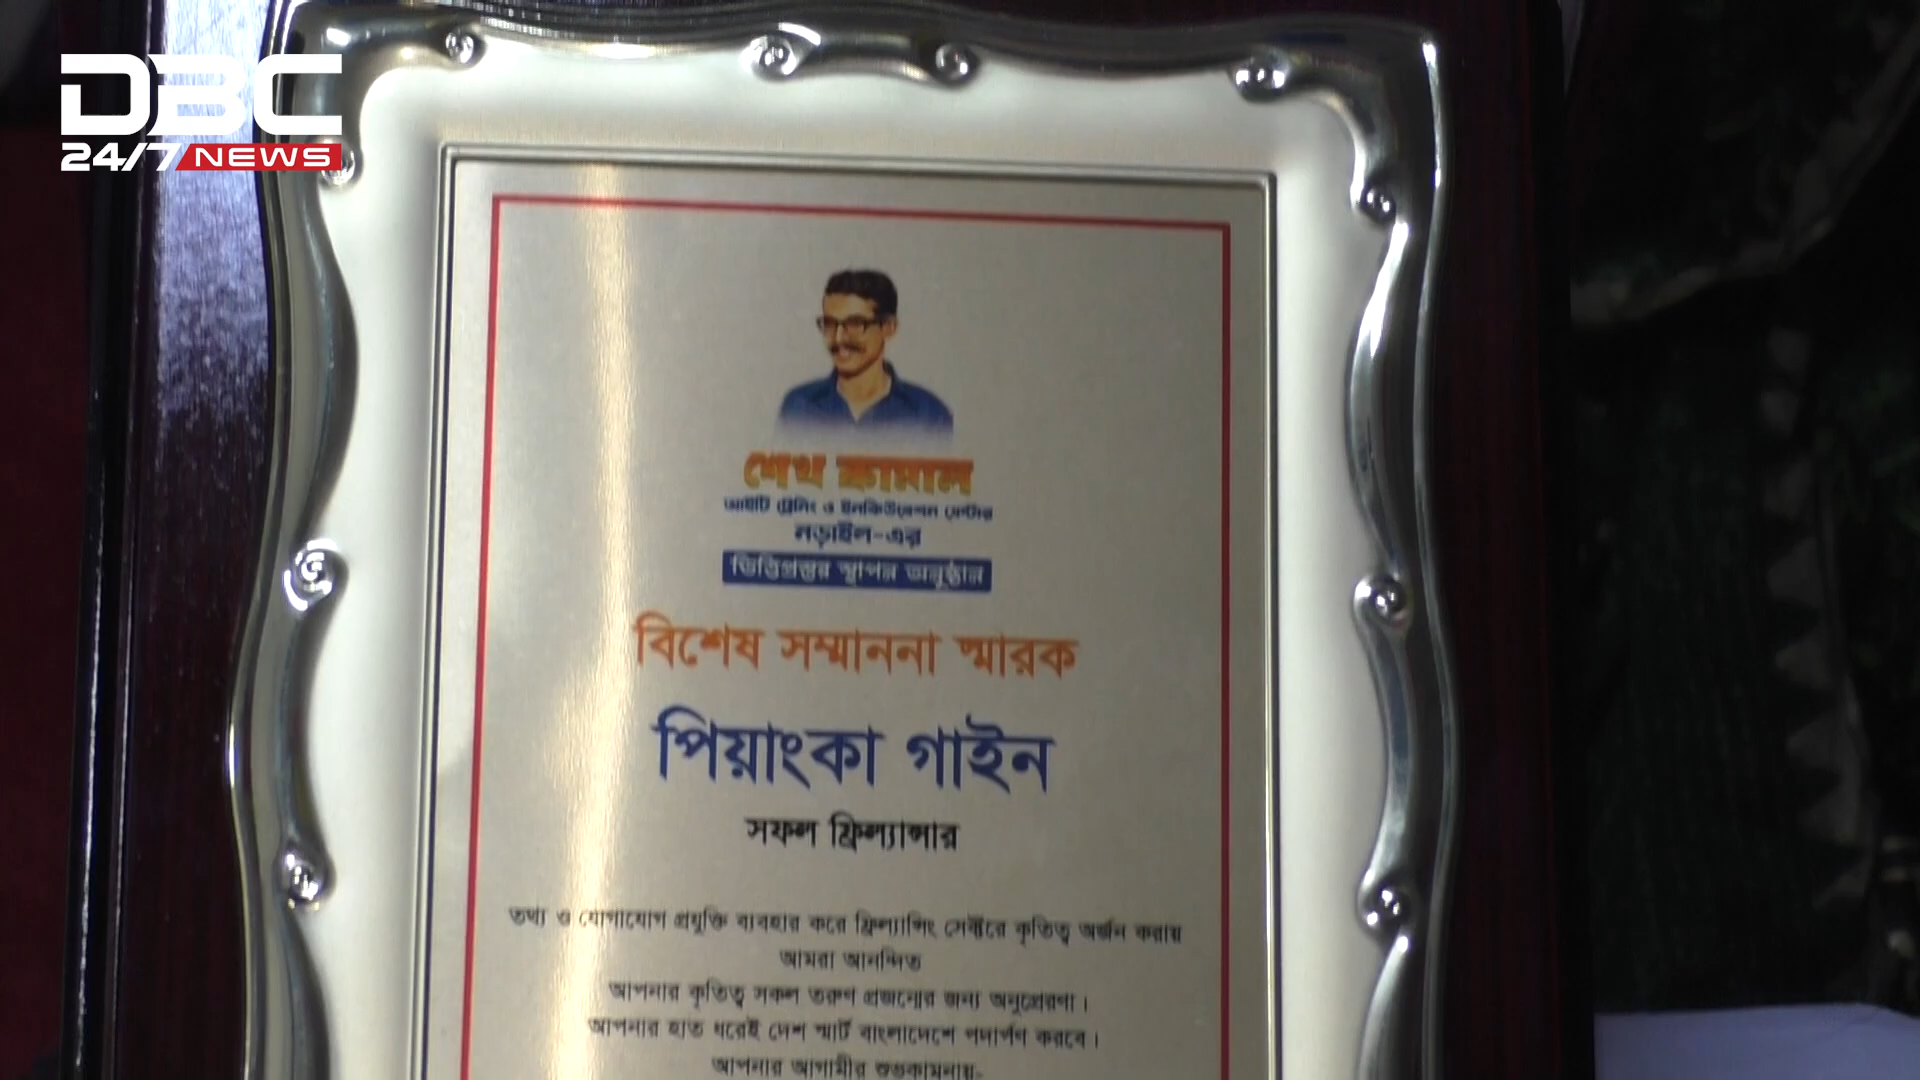 DBC
24/7 NEWS
শেখ কামাল
আইটি ট্রেনিং ও ইনকিউবেশন সেন্টার
নড়াইল-এর
ভিত্তিপ্রস্তর স্থাপন অনুষ্ঠান
বিশেষ সম্মাননা স্মারক
পিয়াংকা গাইন
সফল ফ্রিল্যান্সার
তথ্য ও যোগাযোগ প্রযুক্তি ব্যবহার করে ফ্রিল্যান্সিং সেক্টরে কৃতিত্ব অর্জন করায়
আমরা আনন্দিত
আপনার কৃতিত্ব সকল তরুণ প্রজন্মের জন্য অনুপ্রেরণা।
আপনার হাত ধরেই দেশ স্মার্ট বাংলাদেশে পদার্পণ করবে।
আপনার আগামীর শুভকামনায়-